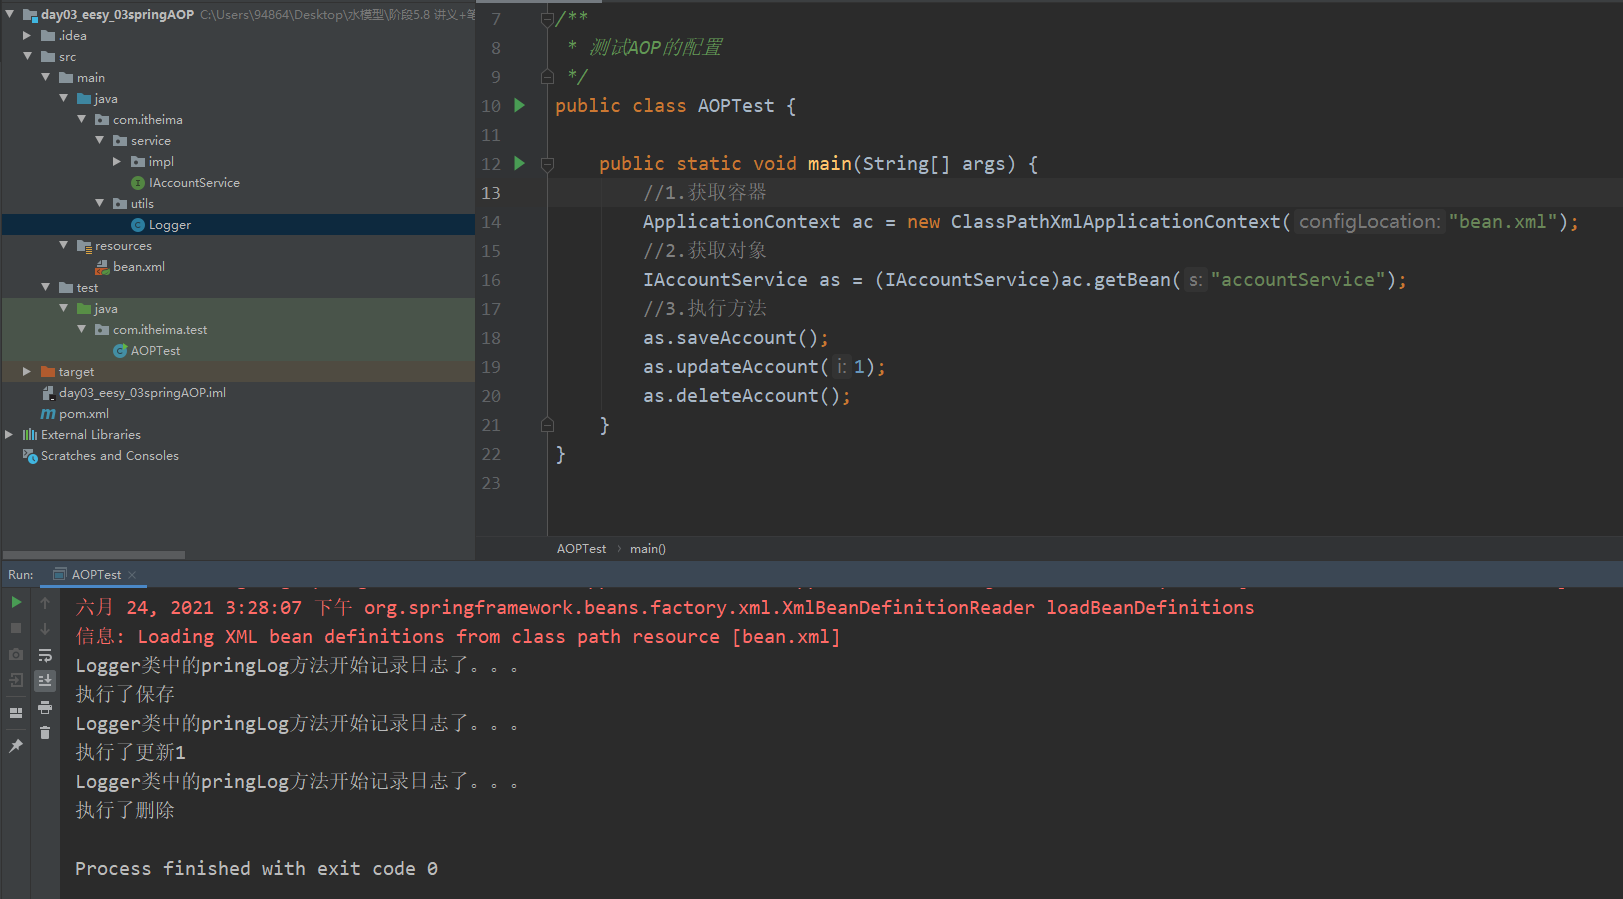 day03_eesy_03springAOP C:\Users\94864\Desktop\水模型\阶段5.8 讲义+笔
.idea
src
main
java
com.itheima
service
impl
IAccountService
utils
Logger
resources
bean.xml
test
java
com.itheima.test
AOPTest
target
day03_eesy_03springAOP.iml
pom.xml
External Libraries
Scratches and Consoles
7 /**
8 * 测试AOP的配置
9 */
10 public class AOPTest {
11
12 public static void main(String[] args) {
13 //1.获取容器
14 ApplicationContext ac = new ClassPathXmlApplicationContext( configLocation: "bean.xml");
15 //2.获取对象
16 IAccountService as = (IAccountService)ac.getBean( s: "accountService");
17 //3.执行方法
18 as.saveAccount();
19 as.updateAccount( i: 1);
20 as.deleteAccount();
21 }
22 }
23
AOPTest › main()
Run: AOPTest
六月 24, 2021 3:28:07 下午 org.springframework.beans.factory.xml.XmlBeanDefinitionReader loadBeanDefinitions
信息: Loading XML bean definitions from class path resource [bean.xml]
Logger类中的pringLog方法开始记录日志了。。。
执行了保存
Logger类中的pringLog方法开始记录日志了。。。
执行了更新1
Logger类中的pringLog方法开始记录日志了。。。
执行了删除
Process finished with exit code 0